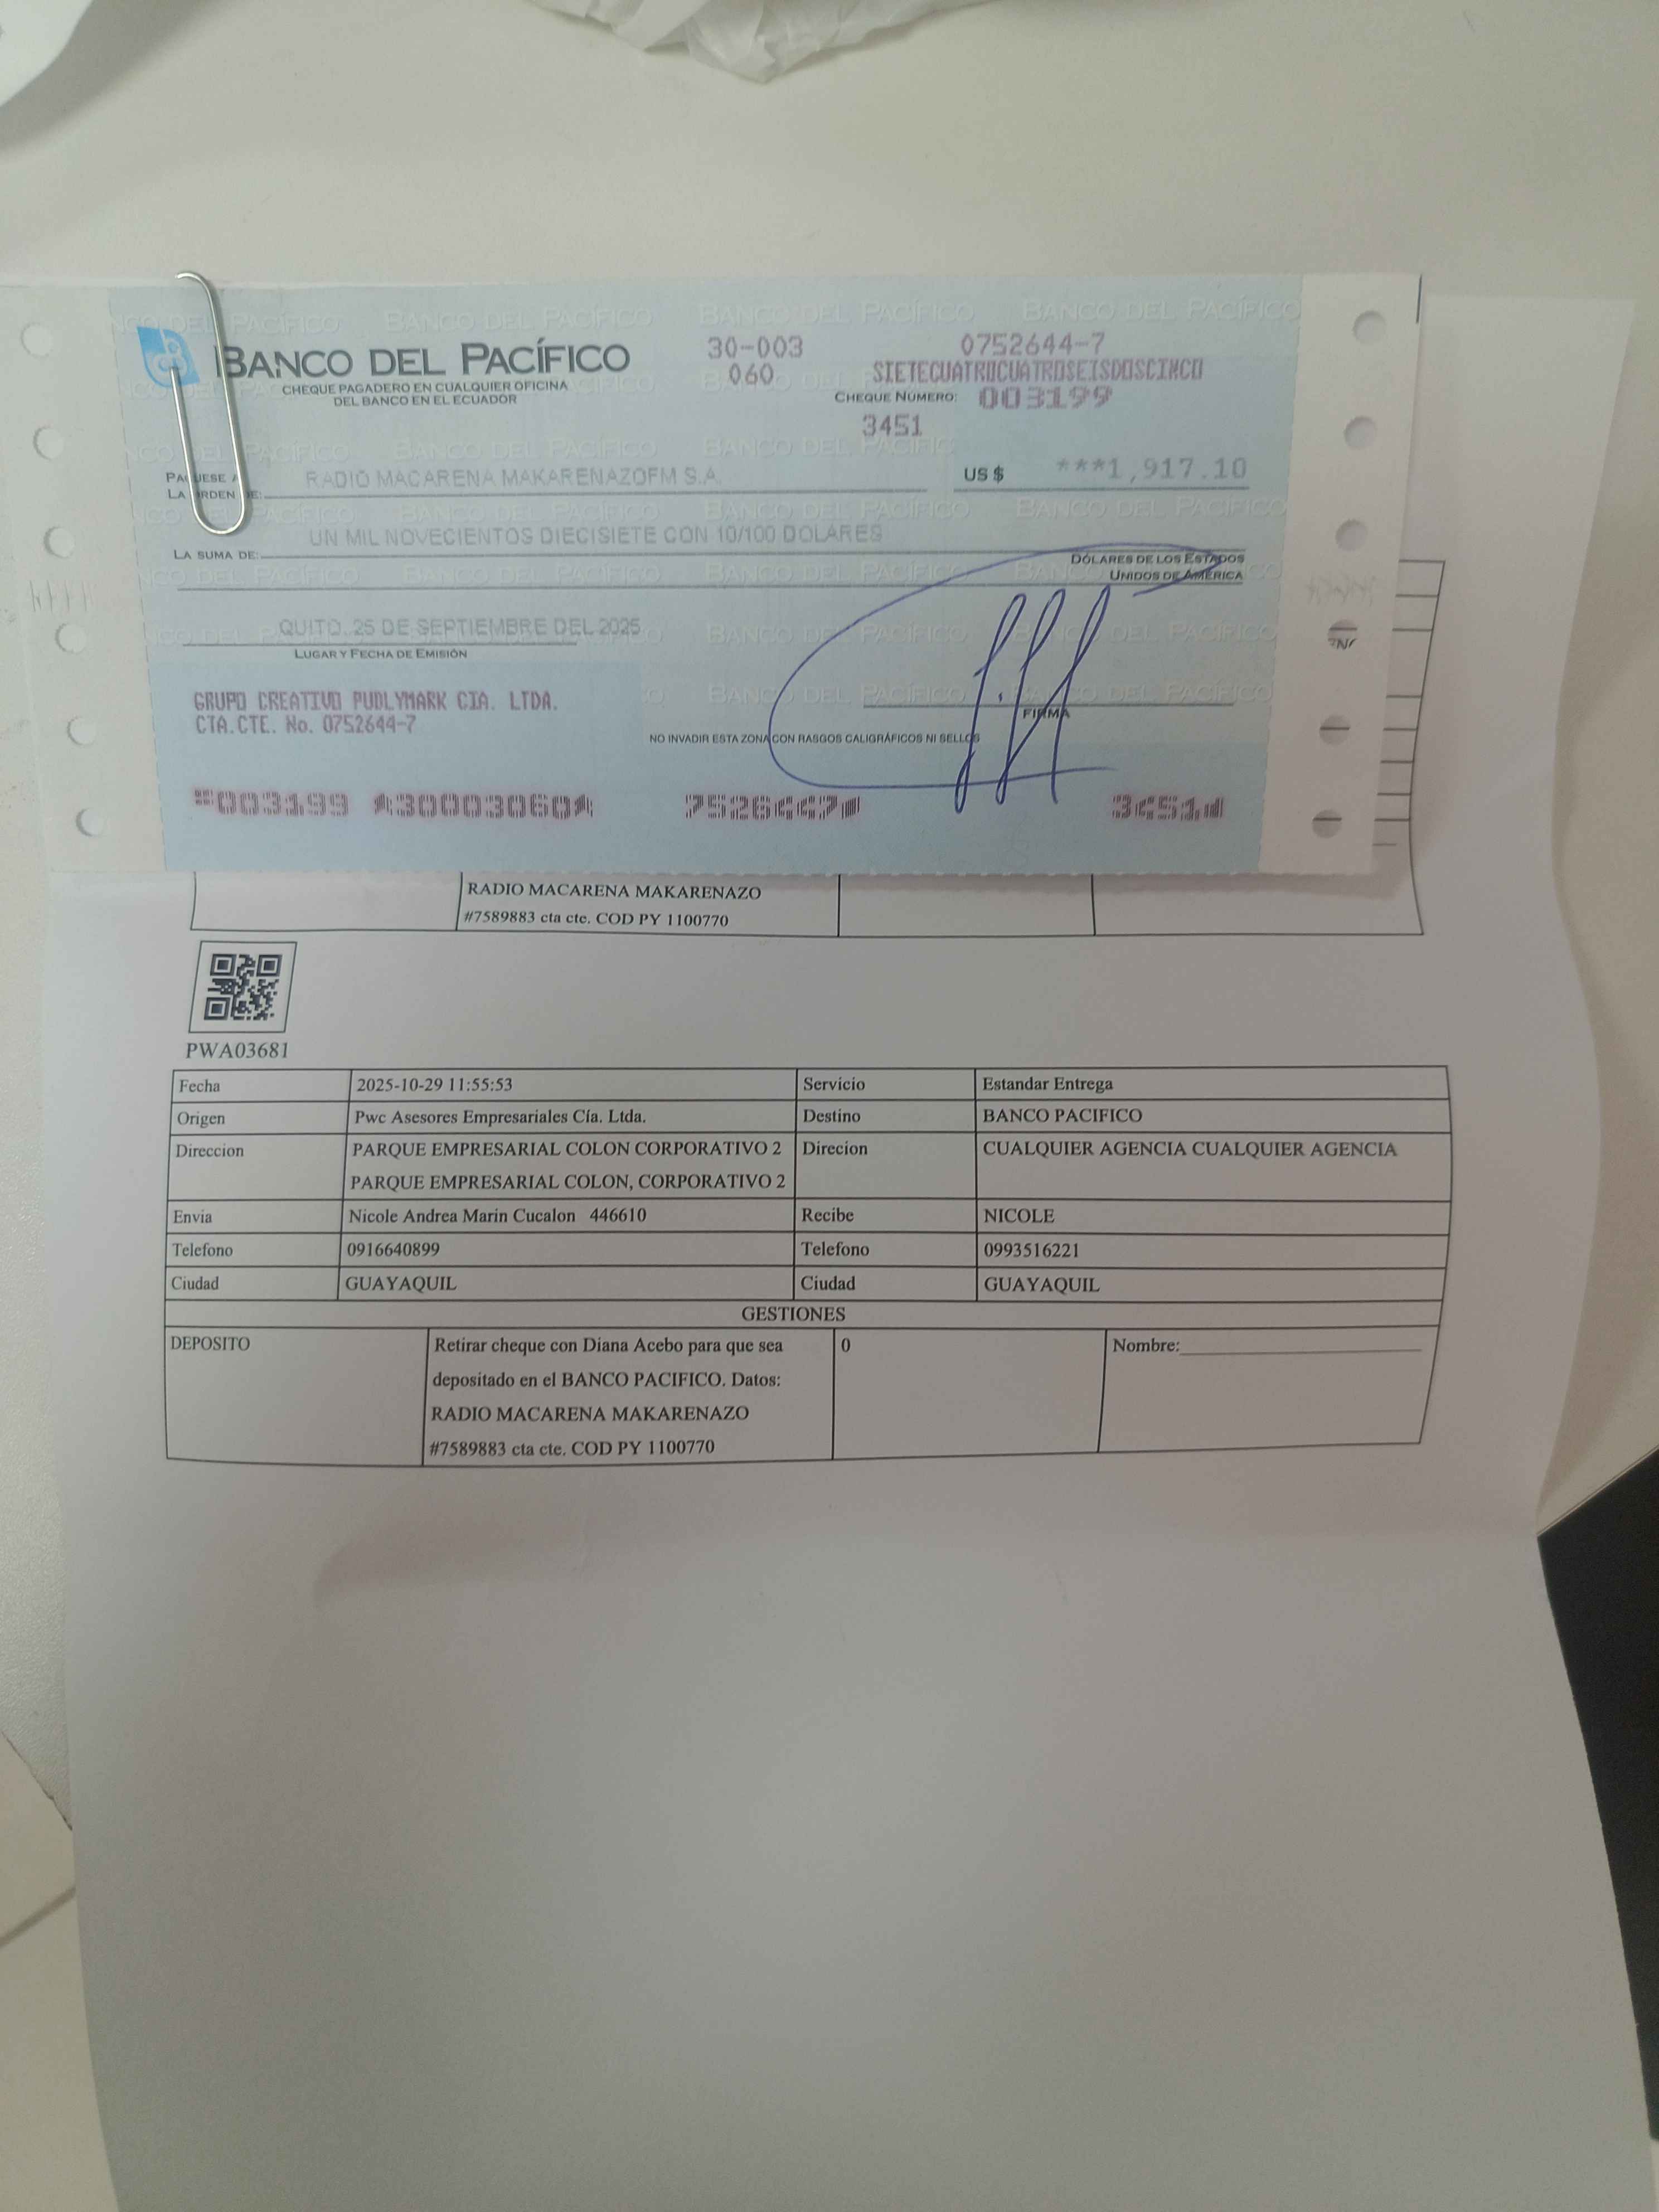 BANCO DEL PACÍFICO
CHEQUE PAGADERO EN CUALQUIER OFICINA
DEL BANCO EN EL ECUADOR
30-003
060
0752644-7
SIETECUATROCUATROSEISDOSCINCO
CHEQUE NÚMERO: 003199
3451
PAGUESE A
LA ORDEN DE: RADIO MACARENA MAKARENAZOFM S.A.
US $ ***1,917.10
UN MIL NOVECIENTOS DIECISIETE CON 10/100 DOLARES
LA SUMA DE:
DÓLARES DE LOS ESTADOS
UNIDOS DE AMÉRICA
QUITO, 25 DE SEPTIEMBRE DEL 2025
LUGAR Y FECHA DE EMISIÓN
GRUPO CREATIVO PUBLYMARK CIA. LTDA.
CTA.CTE. No. 0752644-7
FIRMA
NO INVADIR ESTA ZONA CON RASGOS CALIGRÁFICOS NI SELLOS
003199 30003060 75264470 3451
RADIO MACARENA MAKARENAZO
#7589883 cta cte. COD PY 1100770
PWA03681
Fecha 2025-10-29 11:55:53 Servicio Estandar Entrega
Origen Pwc Asesores Empresariales Cía. Ltda. Destino BANCO PACIFICO
Direccion PARQUE EMPRESARIAL COLON CORPORATIVO 2 Direcion CUALQUIER AGENCIA CUALQUIER AGENCIA
PARQUE EMPRESARIAL COLON, CORPORATIVO 2
Envia Nicole Andrea Marin Cucalon 446610 Recibe NICOLE
Telefono 0916640899 Telefono 0993516221
Ciudad GUAYAQUIL Ciudad GUAYAQUIL
GESTIONES
DEPOSITO Retirar cheque con Diana Acebo para que sea 0 Nombre:
depositado en el BANCO PACIFICO. Datos:
RADIO MACARENA MAKARENAZO
#7589883 cta cte. COD PY 1100770